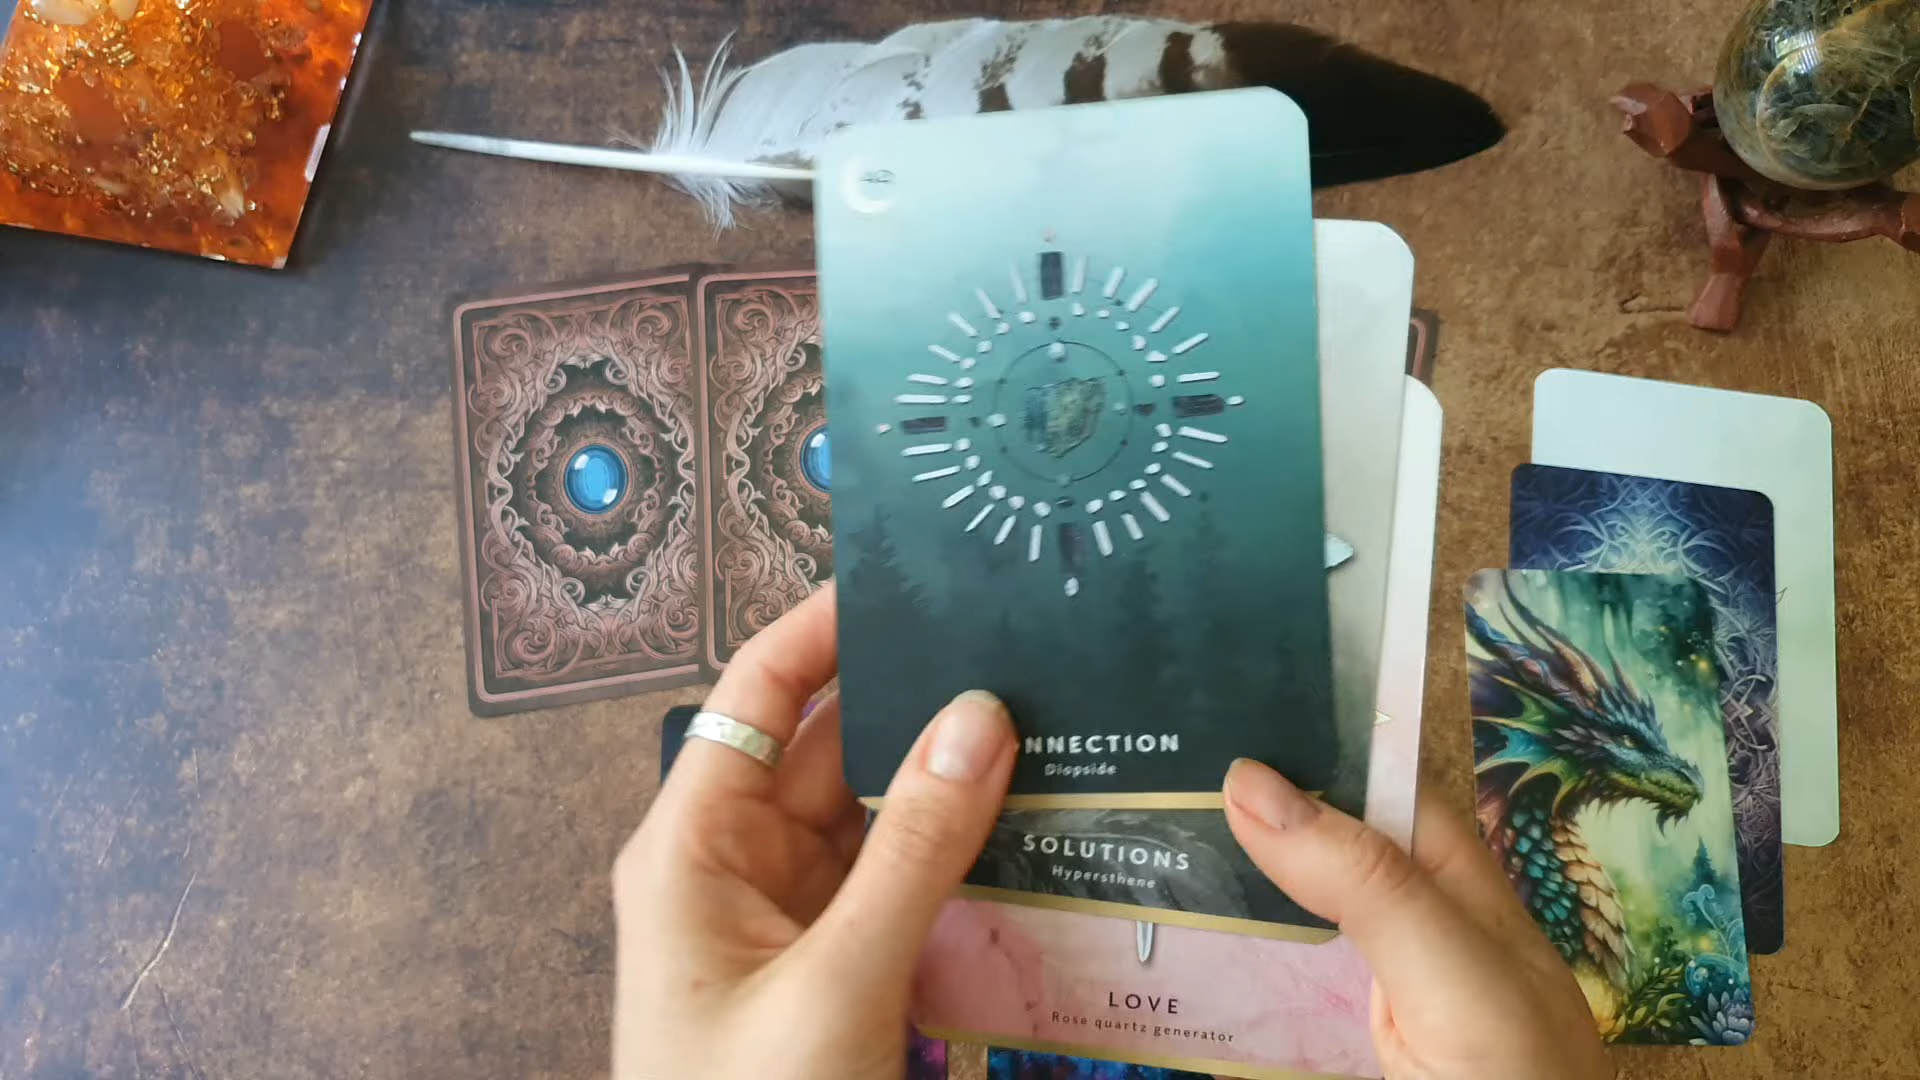 NNECTION
Diopside
SOLUTIONS
Hypersthene
LOVE
Rose quartz generator